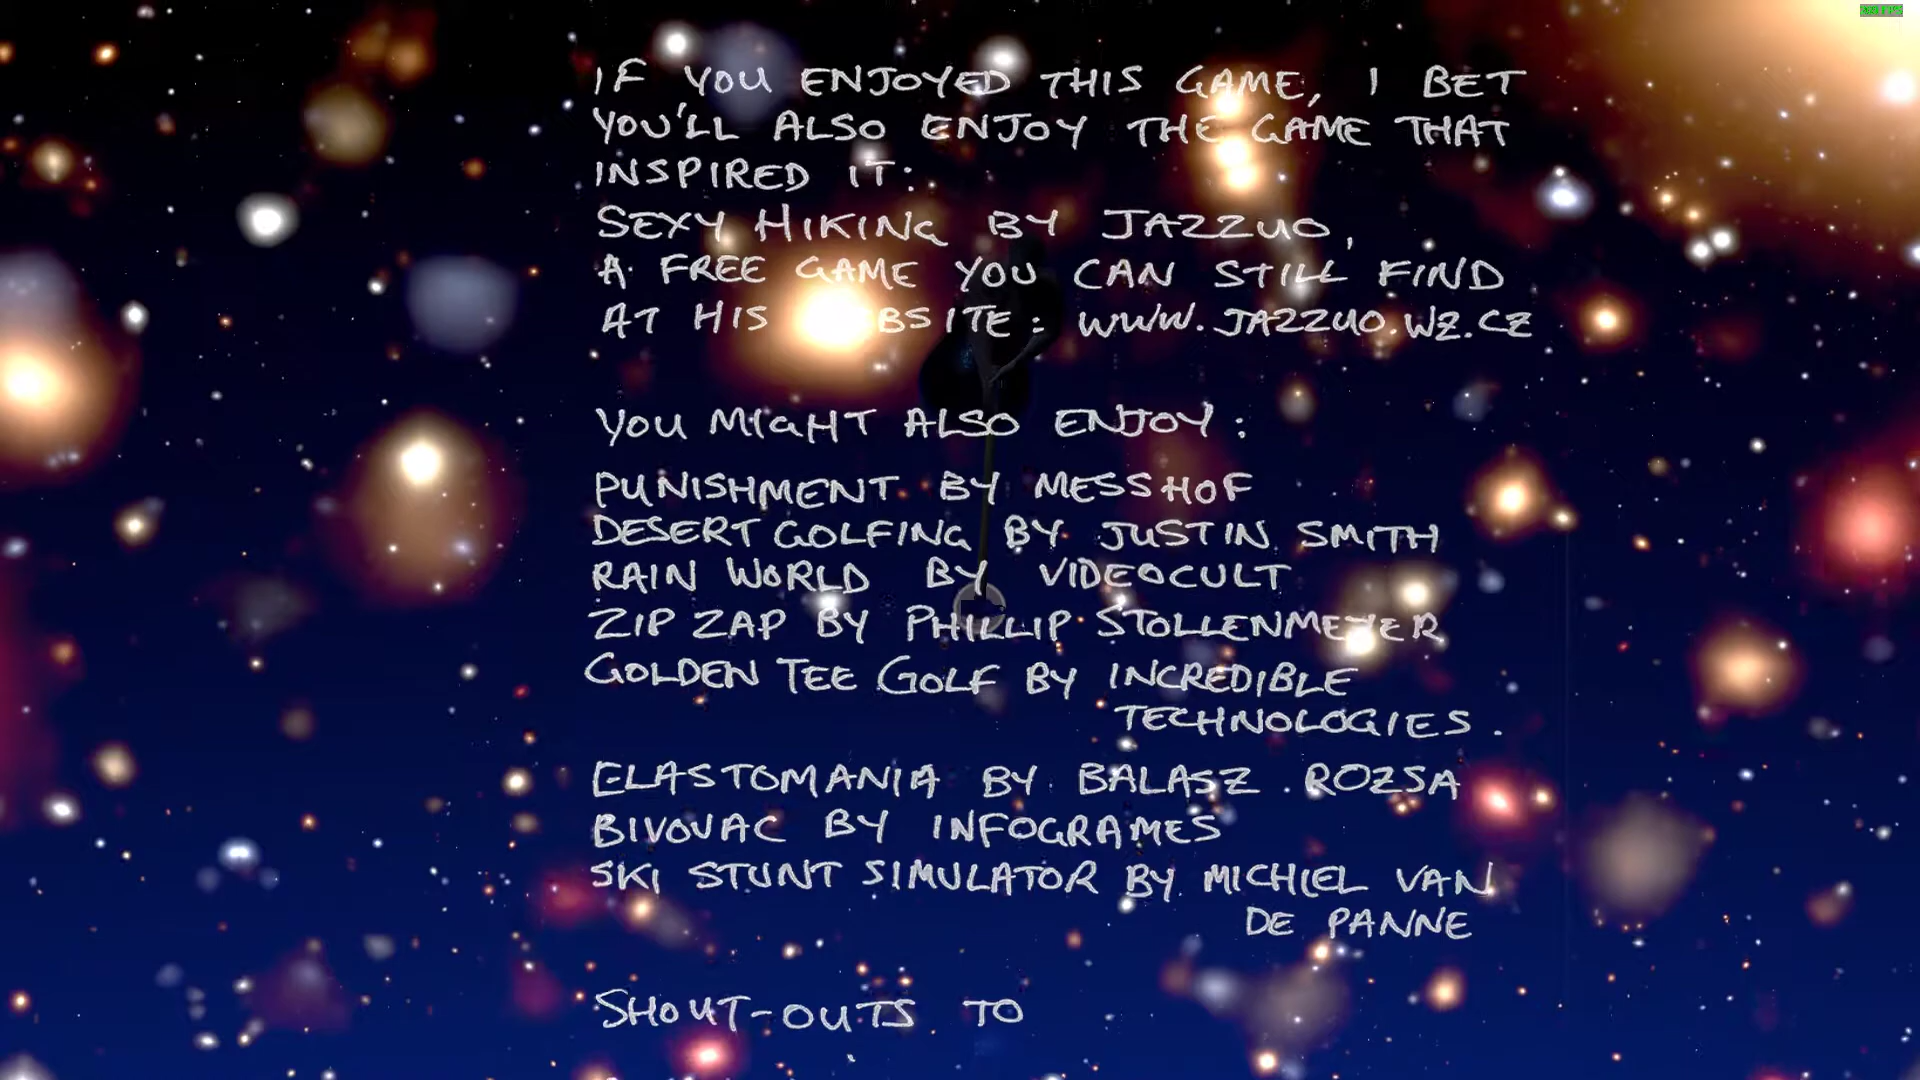 IF YOU ENJOYED THIS GAME, I BET
YOU'LL ALSO ENJOY THE GAME THAT
INSPIRED IT:
SEXY HIKING BY JAZZUO,
A FREE GAME YOU CAN STILL FIND
AT HIS WEBSITE: WWW.JAZZUO.WZ.CZ
YOU MIGHT ALSO ENJOY:
PUNISHMENT BY MESSHOF
DESERT GOLFING BY JUSTIN SMITH
RAIN WORLD BY VIDEOCULT
ZIP ZAP BY PHILLIP STOLLENMEYER
GOLDEN TEE GOLF BY INCREDIBLE
TECHNOLOGIES.
ELASTOMANIA BY BALASZ ROZSA
BIVOUAC BY INFOGRAMES
SKI STUNT SIMULATOR BY MICHIEL VAN
DE PANNE
SHOUT-OUTS TO